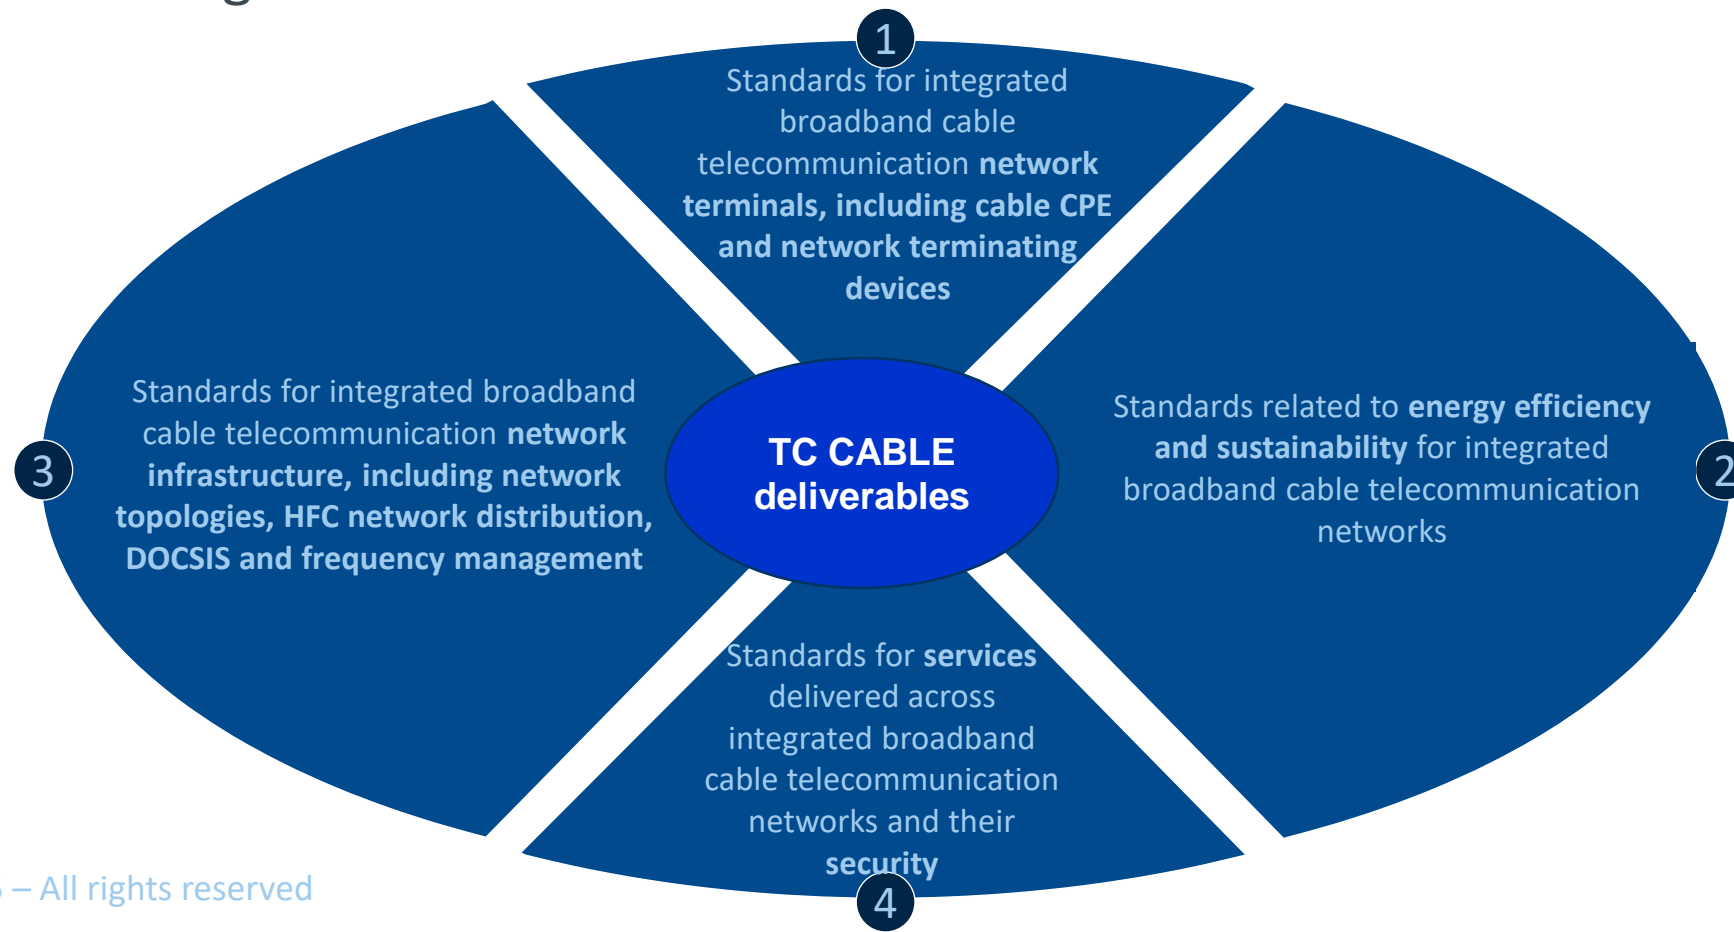 1
Standards for integrated
broadband cable
telecommunication network
terminals, including cable CPE
and network terminating
devices
Standards related to energy efficiency
and sustainability for integrated
broadband cable telecommunication
networks
2
Standards for integrated broadband
cable telecommunication network
infrastructure, including network
topologies, HFC network distribution,
DOCSIS and frequency management
3
TC CABLE
deliverables
Standards for services
delivered across
integrated broadband
cable telecommunication
networks and their
security
4
– All rights reserved